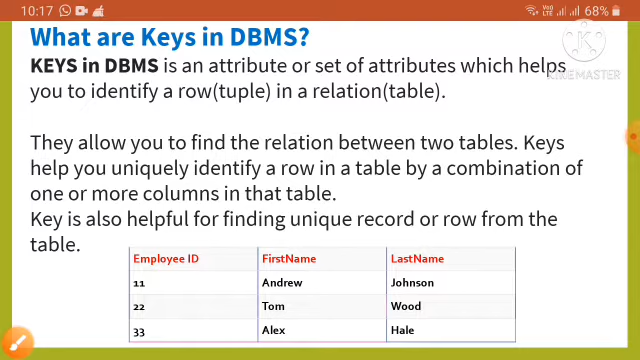 10:17 Vo) LTE 68%
What are Keys in DBMS?
KEYS in DBMS is an attribute or set of attributes which helps
you to identify a row(tuple) in a relation(table).
KINEMASTER
They allow you to find the relation between two tables. Keys
help you uniquely identify a row in a table by a combination of
one or more columns in that table.
Key is also helpful for finding unique record or row from the
table.
Employee ID FirstName LastName
11 Andrew Johnson
22 Tom Wood
33 Alex Hale